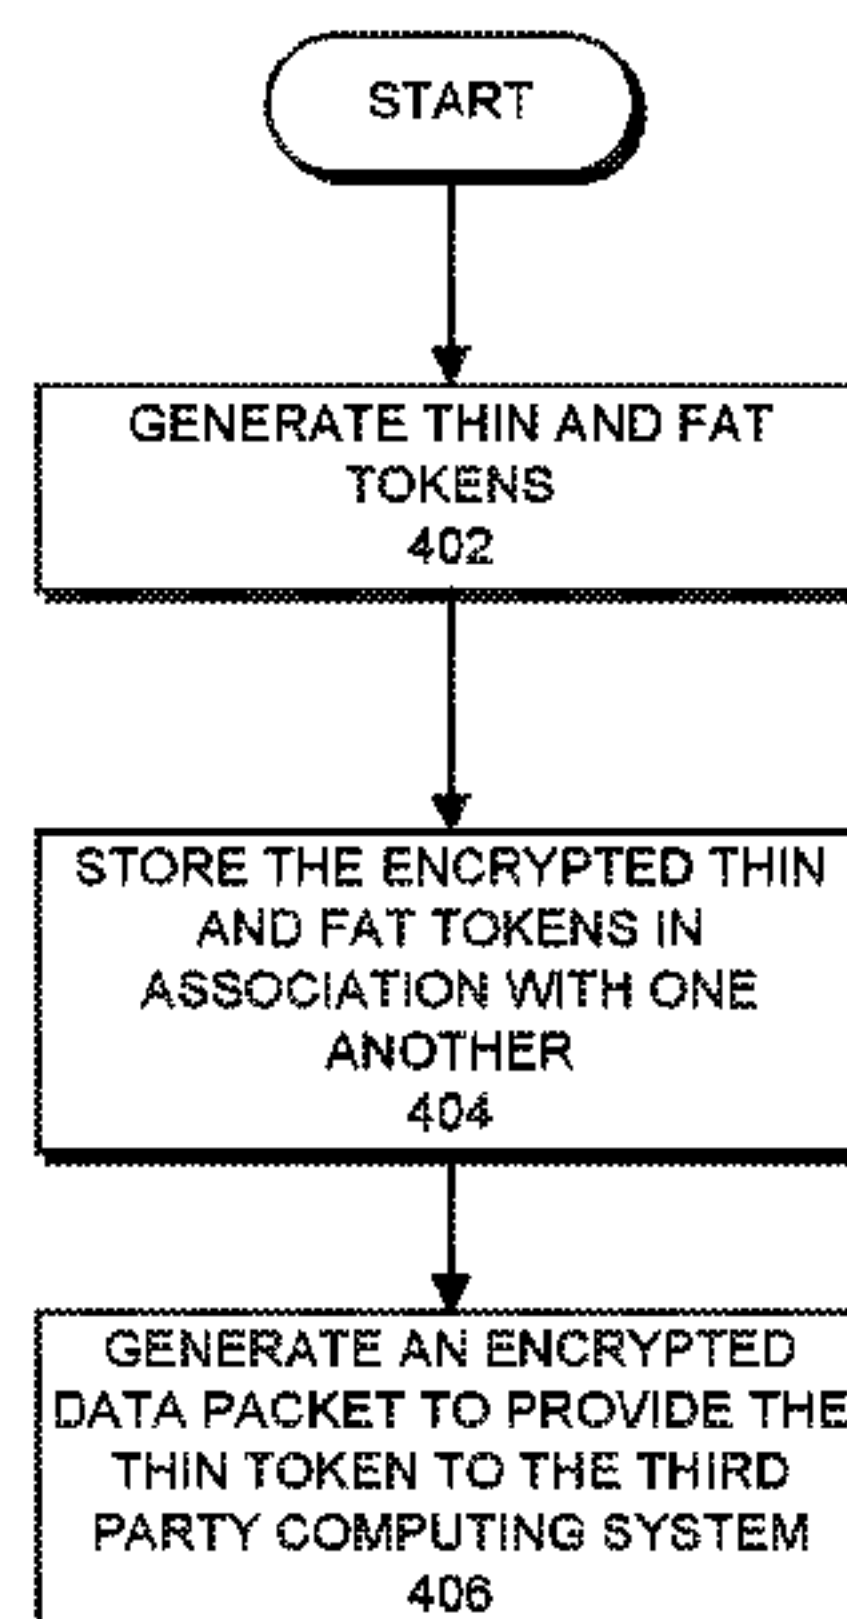 START
GENERATE THIN AND FAT
TOKENS
402
STORE THE ENCRYPTED THIN
AND FAT TOKENS IN
ASSOCIATION WITH ONE
ANOTHER
404
GENERATE AN ENCRYPTED
DATA PACKET TO PROVIDE THE
THIN TOKEN TO THE THIRD
PARTY COMPUTING SYSTEM
406